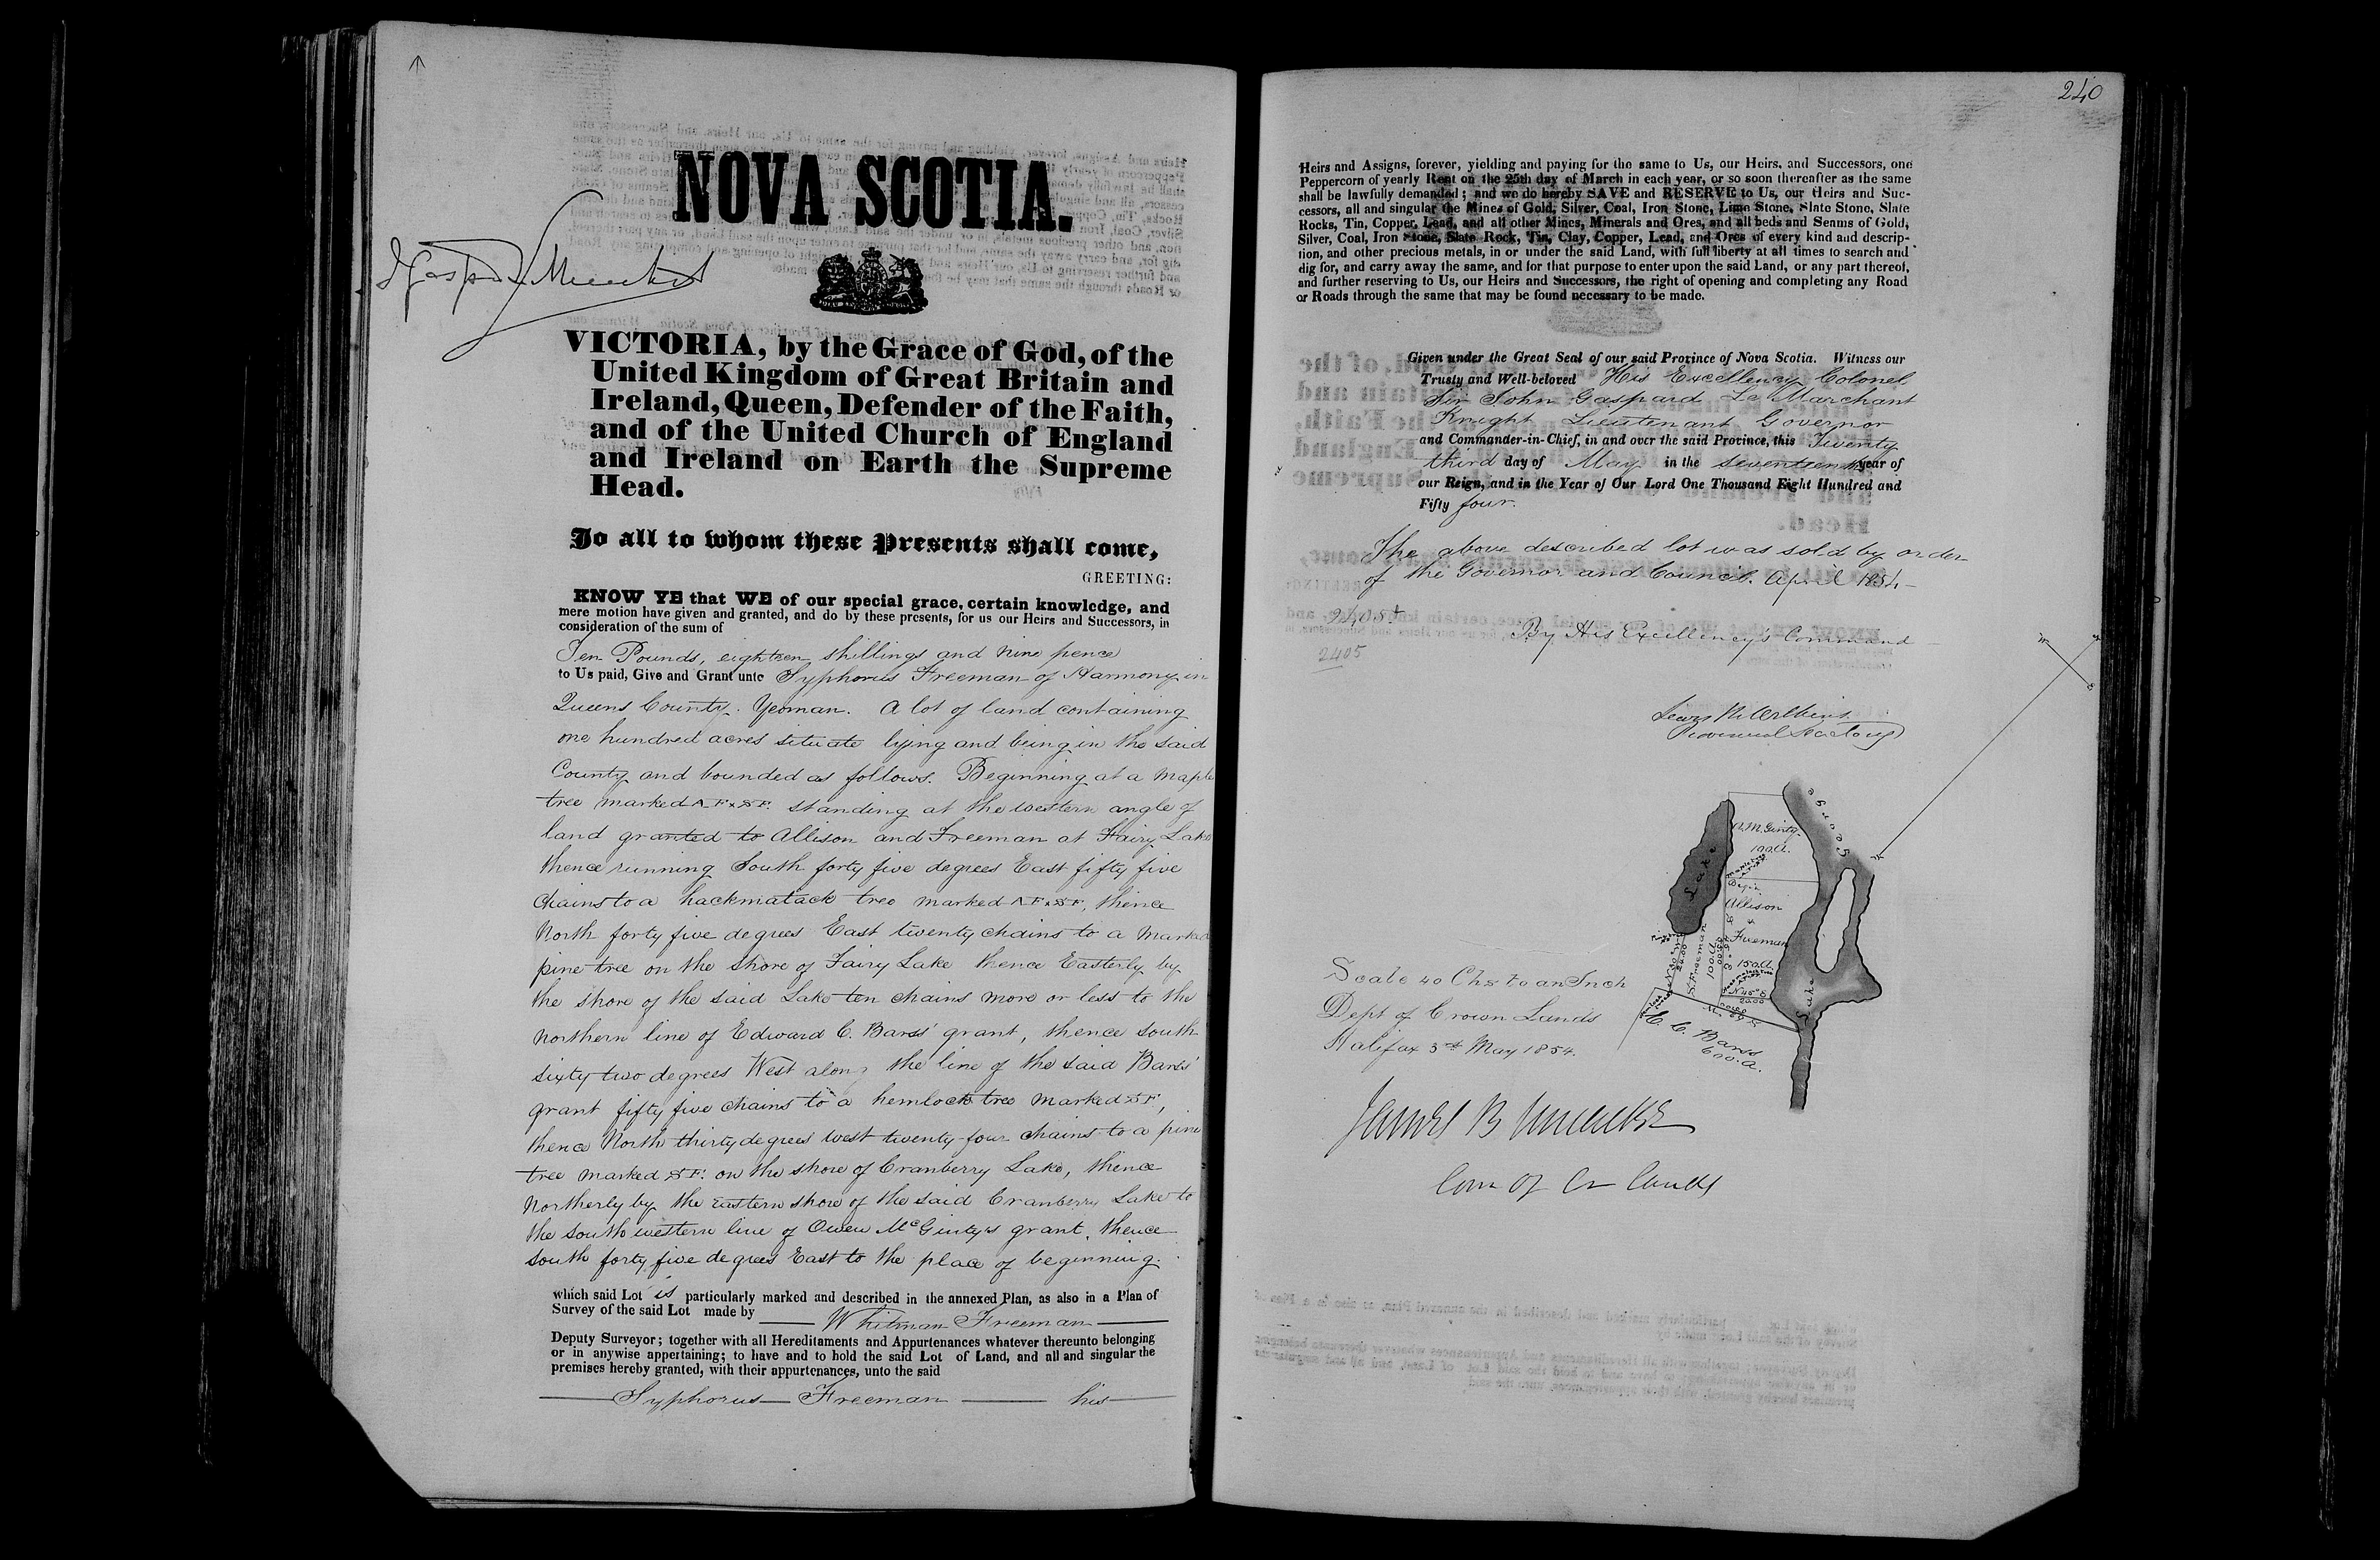 NOVA SCOTIA.
VICTORIA, by the Grace of God, of the
United Kingdom of Great Britain and
Ireland, Queen, Defender of the Faith,
and of the United Church of England
and Ireland on Earth the Supreme
Head.
To all to whom these Presents shall come,
GREETING:
KNOW YE that WE of our special grace, certain knowledge, and
mere motion have given and granted, and do by these presents, for us our Heirs and Successors, in
consideration of the sum of
Ten Pounds, eighteen shillings and nine pence
to Us paid, Give and Grant unto Syphorus Freeman of Harmony in
Queens County. Yeoman. A lot of land containing
one hundred acres situate lying and being in the said
County and bounded as follows. Beginning at a maple
tree marked AF & SF. standing at the western angle of
land granted to Allison and Freeman at Fairy Lake
thence running South forty five degrees East fifty five
chains to a hackmatack tree marked AF & SF, thence
North forty five degrees East twenty chains to a marked
pine tree on the shore of Fairy Lake thence Easterly by
the shore of the said Lake ten chains more or less to the
northern line of Edward C. Barss' grant, thence south
sixty two degrees West along the line of the said Barss'
grant fifty five chains to a hemlock tree marked SF,
thence North thirty degrees west twenty-four chains to a pine
tree marked SF. on the shore of Cranberry Lake, thence
Northerly by the eastern shore of the said Cranberry Lake to
the south western line of Owen McGinty's grant, thence
south forty five degrees East to the place of beginning.
which said Lot is particularly marked and described in the annexed Plan, as also in a Plan of
Survey of the said Lot made by Whitman Freeman
Deputy Surveyor; together with all Hereditaments and Appurtenances whatever thereunto belonging
or in anywise appertaining; to have and to hold the said Lot of Land, and all and singular the
premises hereby granted, with their appurtenances, unto the said
Syphorus Freeman his
240
Heirs and Assigns, forever, yielding and paying for the same to Us, our Heirs, and Successors, one
Peppercorn of yearly Rent on the 25th day of March in each year, or so soon thereafter as the same
shall be lawfully demanded; and we do hereby SAVE and RESERVE to Us, our Heirs and Suc-
cessors, all and singular the Mines of Gold, Silver, Coal, Iron Stone, Lime Stone, Slate Stone, Slate
Rocks, Tin, Copper, Lead, and all other Mines, Minerals and Ores, and all beds and Seams of Gold,
Silver, Coal, Iron Stone, Slate Rock, Tin, Clay, Copper, Lead, and Ores of every kind and descrip-
tion, and other precious metals, in or under the said Land, with full liberty at all times to search and
dig for, and carry away the same, and for that purpose to enter upon the said Land, or any part thereof,
and further reserving to Us, our Heirs and Successors, the right of opening and completing any Road
or Roads through the same that may be found necessary to be made.
Given under the Great Seal of our said Province of Nova Scotia. Witness our
Trusty and Well-beloved His Excellency Colonel
Sir John Gaspard Le Marchant
Knight Lieutenant Governor
and Commander-in-Chief, in and over the said Province, this Twenty
third day of May in the seventeenth year of
our Reign, and in the Year of Our Lord One Thousand Eight Hundred and
Fifty four.
The above described lot was sold by order
of the Governor and Council. April 1854
2405
By His Excellency's Command
2405
Lewis M. Wilkins
Provincial Secretary
George
Lake
O. McGinty
100 A.
Allison
&
Freeman
150 A.
S. Freeman
100 A.
N 45° E
2000
Lake
E. C. Barss
600 A.
Scale 40 Chs to an Inch
Dept of Crown Lands
Halifax 3rd May 1854.
James B Uniacke
Com of Cr Lands